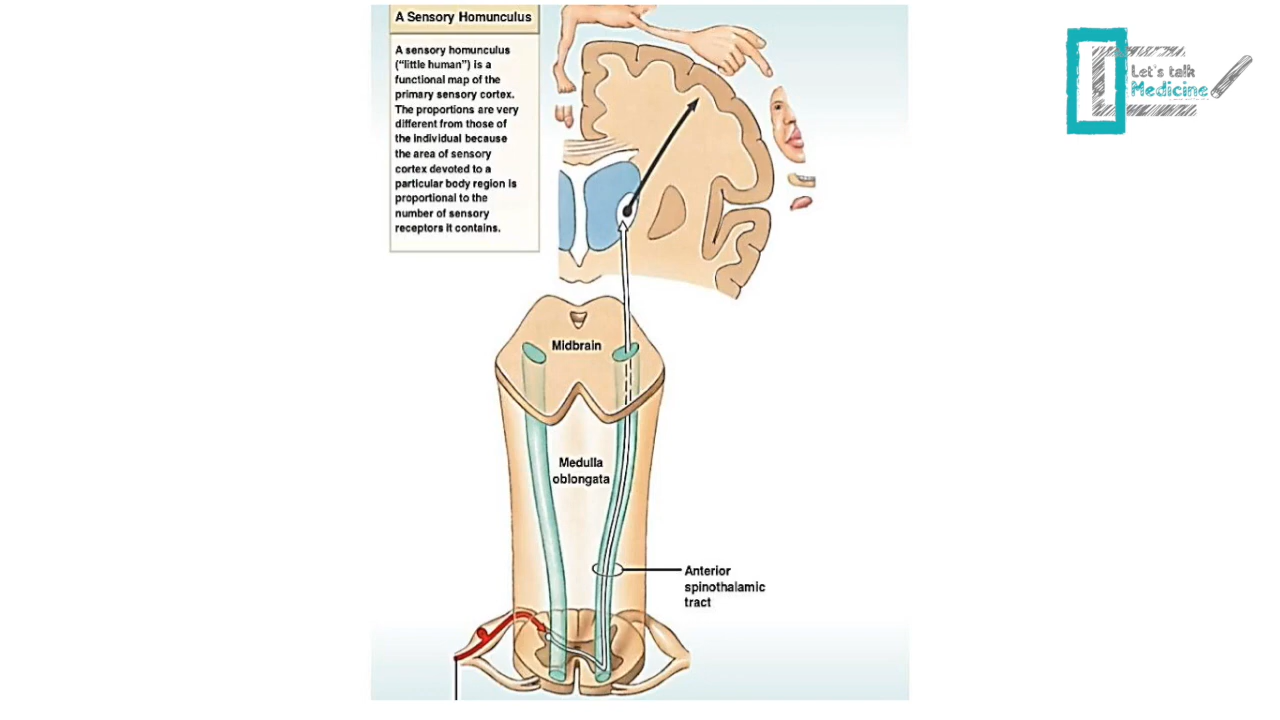 A Sensory Homunculus
A sensory homunculus
(“little human”) is a
functional map of the
primary sensory cortex.
The proportions are very
different from those of
the individual because
the area of sensory
cortex devoted to a
particular body region is
proportional to the
number of sensory
receptors it contains.
Let's talk
Medicine
Midbrain
Medulla
oblongata
Anterior
spinothalamic
tract